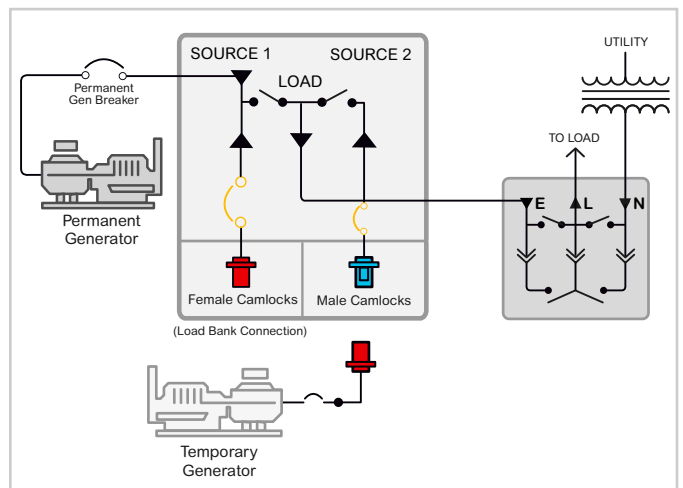 SOURCE 1
SOURCE 2
UTILITY
LOAD
Permanent
Gen Breaker
TO LOAD
E
L
N
Permanent
Generator
Female Camlocks
Male Camlocks
(Load Bank Connection)
Temporary
Generator